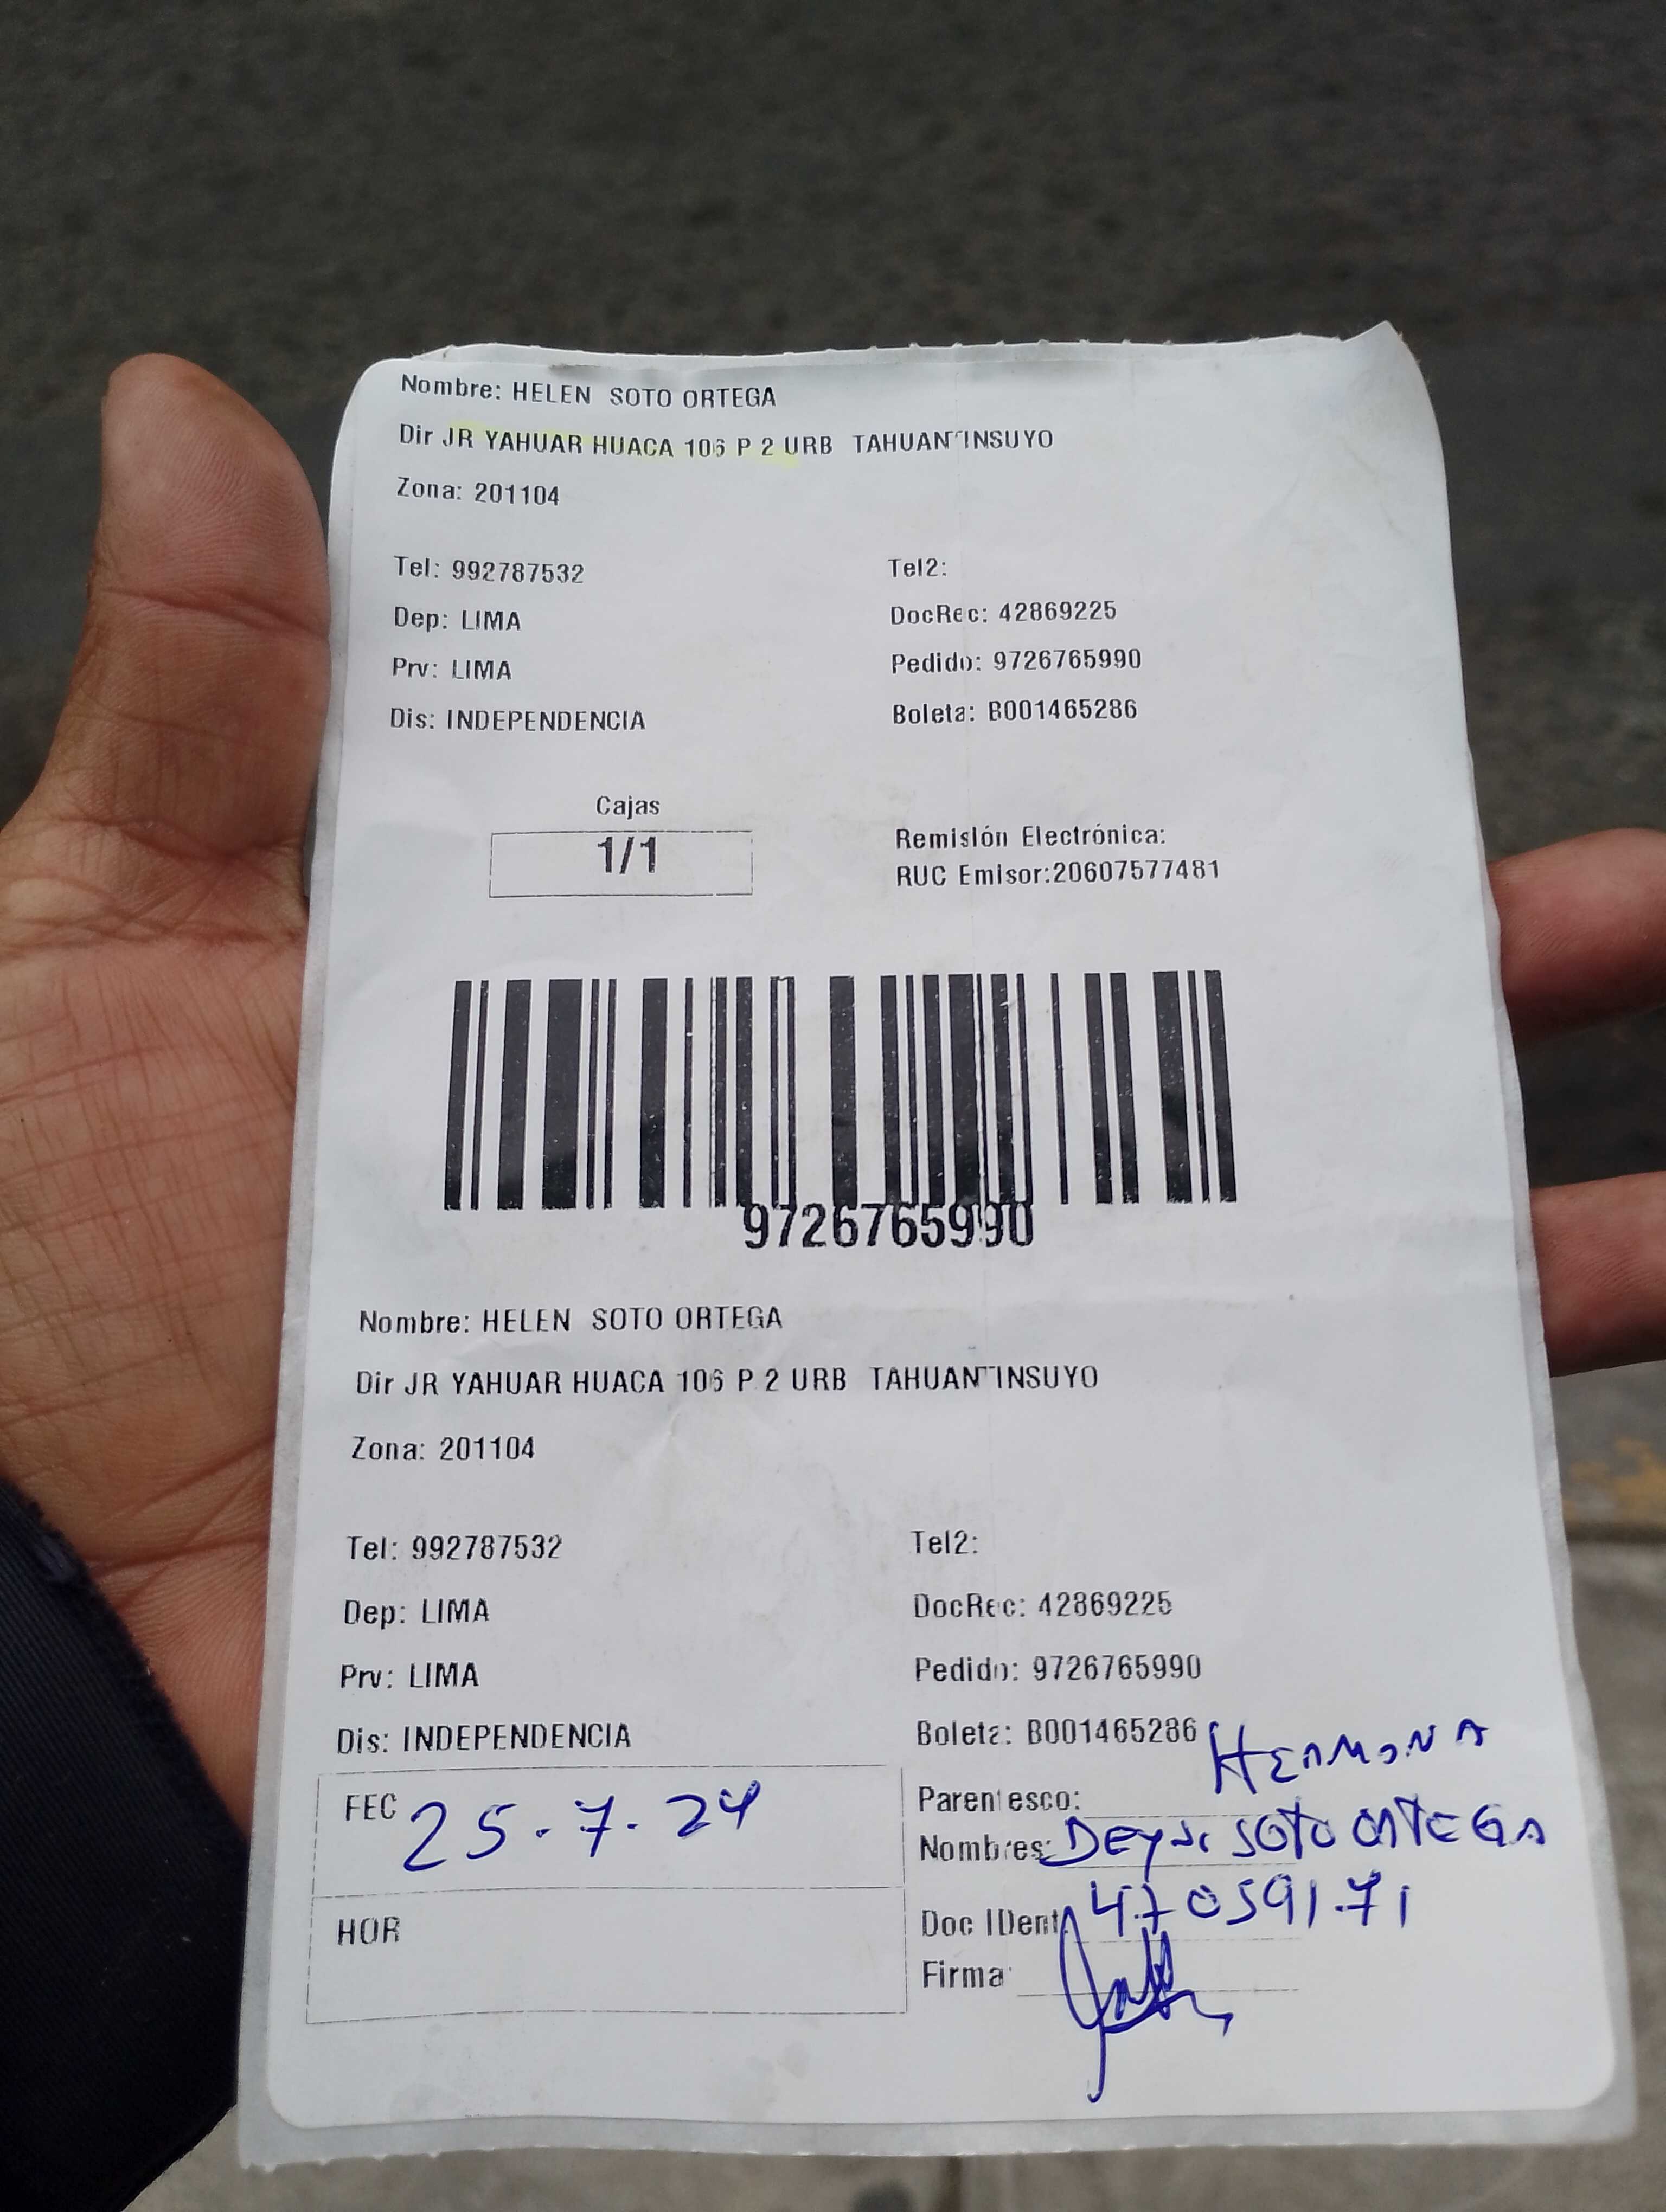 Nombre: HELEN SOTO ORTEGA
Dir JR YAHUAR HUACA 106 P 2 URB TAHUANTINSUYO
Zona: 201104
Tel: 992787532 Tel2:
Dep: LIMA DocRec: 42869225
Prv: LIMA Pedido: 9726765990
Dis: INDEPENDENCIA Boleta: B001465286
Cajas
1/1
Remisión Electrónica:
RUC Emisor:20607577481
9726765990
Nombre: HELEN SOTO ORTEGA
Dir JR YAHUAR HUACA 106 P 2 URB TAHUANTINSUYO
Zona: 201104
Tel: 992787532 Tel2:
Dep: LIMA DocRec: 42869225
Prv: LIMA Pedido: 9726765990
Dis: INDEPENDENCIA Boleta: B001465286
FEC 25.7.24
HOR
Parentesco: HERMANA
Nombres: SOTO ORTEGA
Doc IDent 47059171
Firma